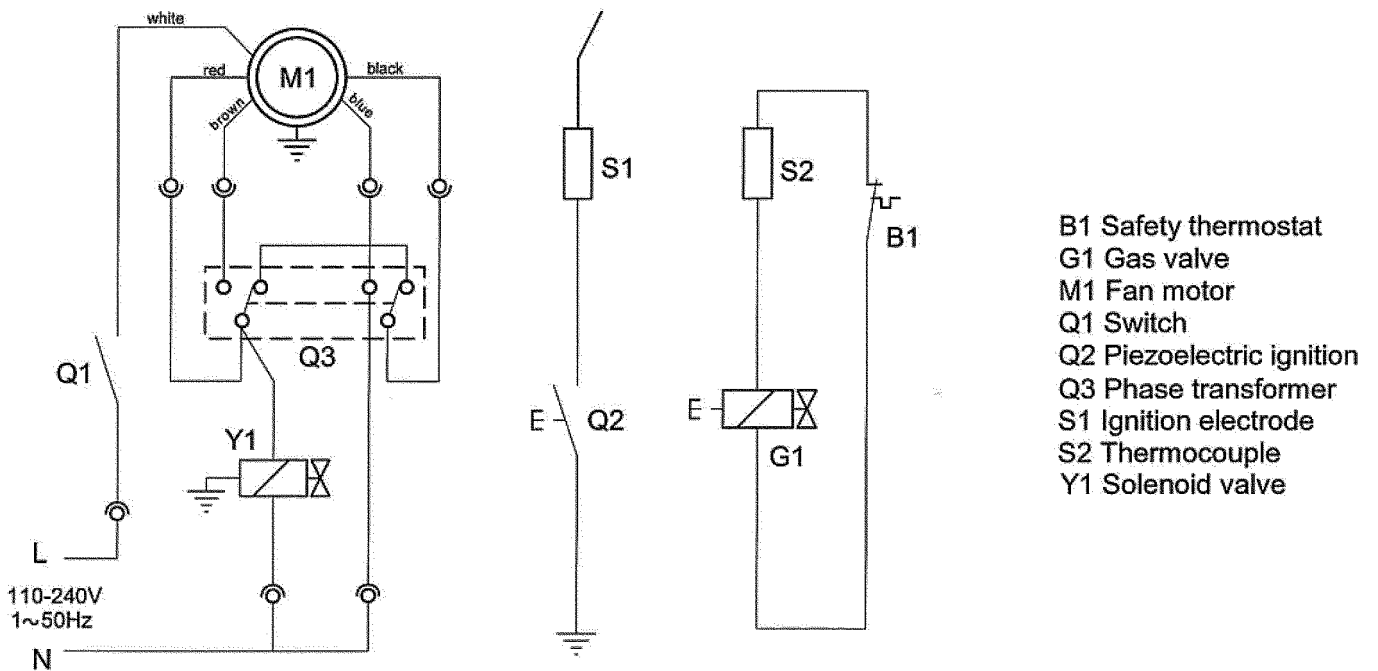 white
red
M1
black
brown
blue
S1
S2
B1
Q3
Q1
E
Q2
E
G1
Y1
L
110-240V
1~50Hz
N
B1 Safety thermostat
G1 Gas valve
M1 Fan motor
Q1 Switch
Q2 Piezoelectric ignition
Q3 Phase transformer
S1 Ignition electrode
S2 Thermocouple
Y1 Solenoid valve